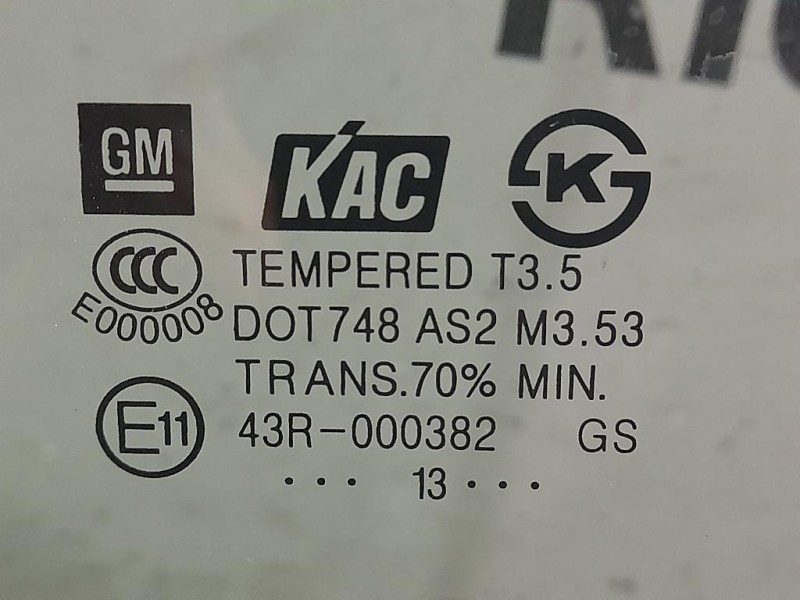 GM
KAC
K
CCC
E000008
TEMPERED T3.5
DOT748 AS2 M3.53
TRANS.70% MIN.
E11
43R-000382 GS
... 13 ...